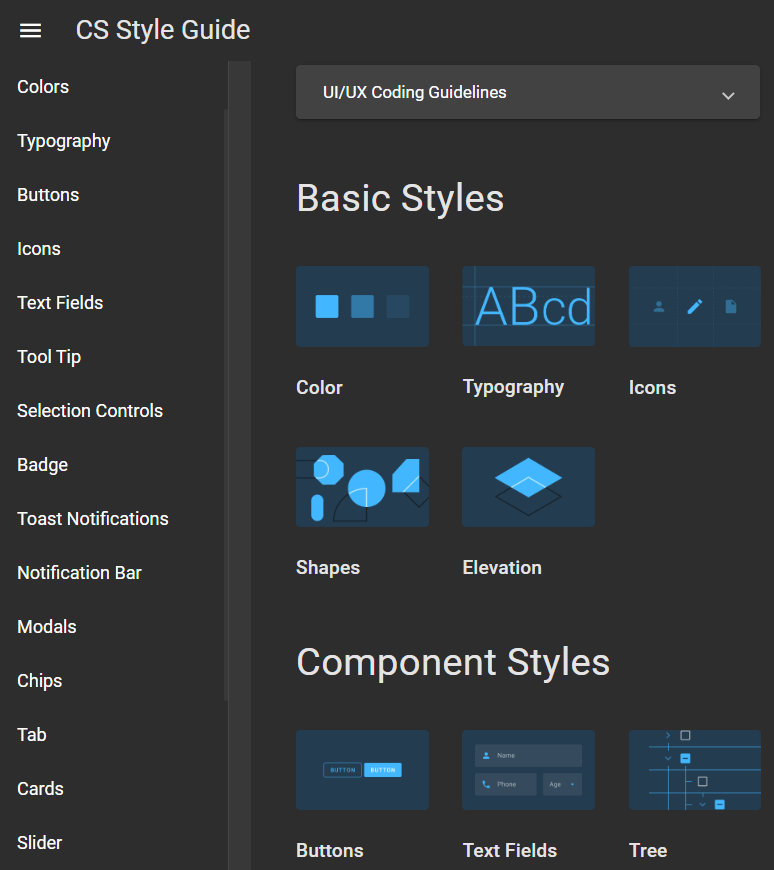 CS Style Guide
Colors
Typography
Buttons
Icons
Text Fields
Tool Tip
Selection Controls
Badge
Toast Notifications
Notification Bar
Modals
Chips
Tab
Cards
Slider
UI/UX Coding Guidelines
Basic Styles
ABcd
Color
Typography
Icons
Shapes
Elevation
Component Styles
BUTTON BUTTON
Name
Phone Age
Buttons
Text Fields
Tree